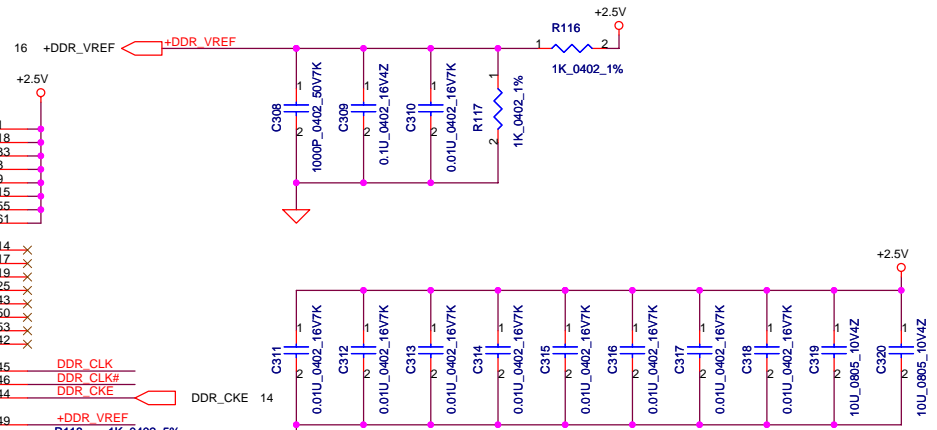 +2.5V
R116
16 +DDR_VREF +DDR_VREF
1 2
1K_0402_1%
+2.5V
C308 1 2 1000P_0402_50V7K
C309 1 2 0.1U_0402_16V4Z
C310 1 2 0.01U_0402_16V7K
R117 1 2 1K_0402_1%
18
33
15
55
61
14
17
19
25
43
50
53
42
+2.5V
C311 1 2 0.01U_0402_16V7K
C312 1 2 0.01U_0402_16V7K
C313 1 2 0.01U_0402_16V7K
C314 1 2 0.01U_0402_16V7K
C315 1 2 0.01U_0402_16V7K
C316 1 2 0.01U_0402_16V7K
C317 1 2 0.01U_0402_16V7K
C318 1 2 0.01U_0402_16V7K
C319 1 2 10U_0805_10V4Z
C320 1 2 10U_0805_10V4Z
45 DDR_CLK
46 DDR_CLK#
44 DDR_CKE DDR_CKE 14
49 +DDR_VREF